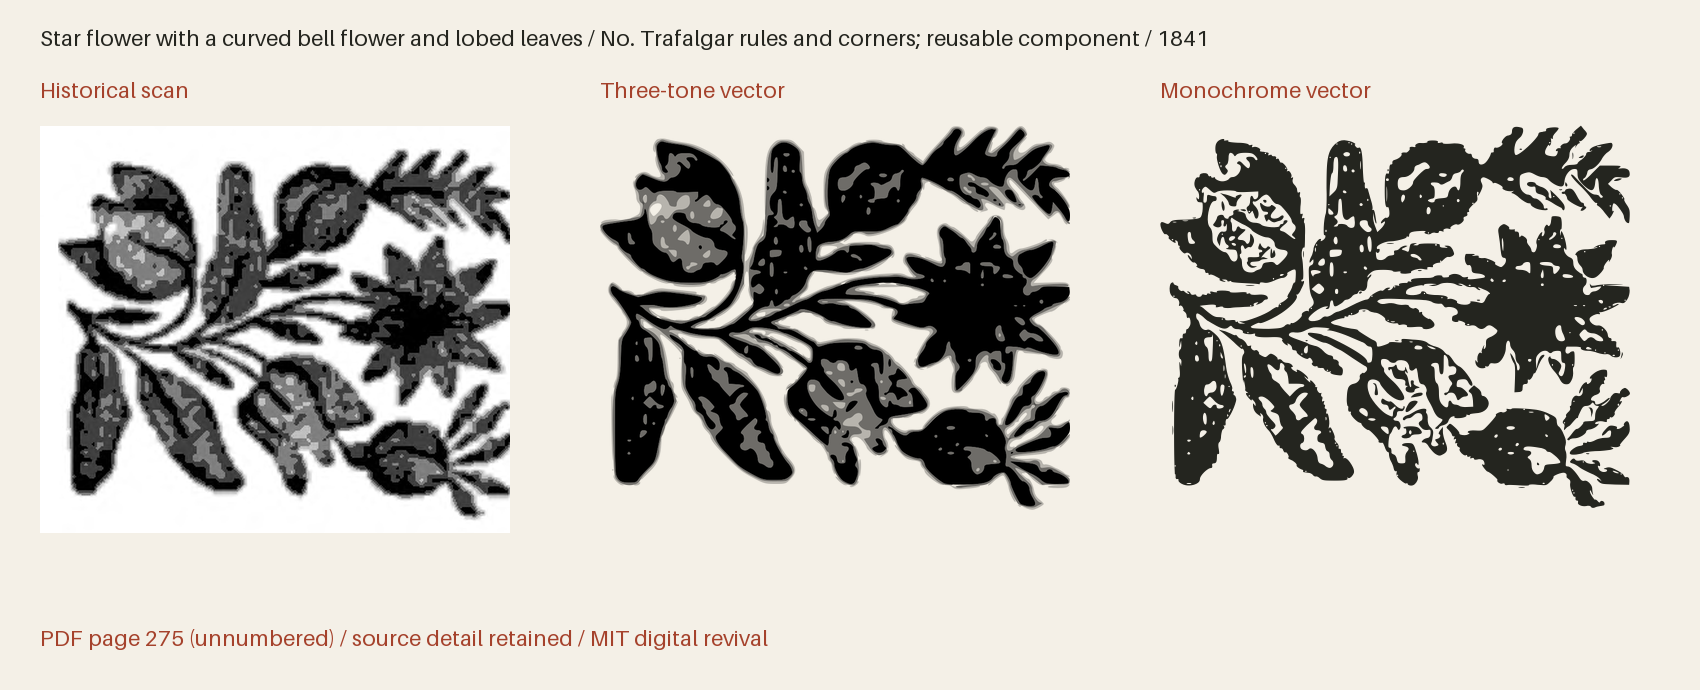 Star flower with a curved bell flower and lobed leaves / No. Trafalgar rules and corners; reusable component / 1841
Historical scan
Three-tone vector
Monochrome vector
PDF page 275 (unnumbered) / source detail retained / MIT digital revival